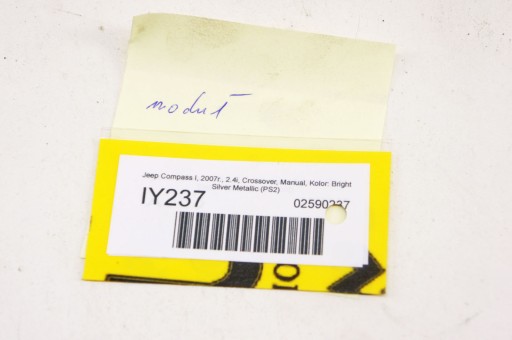 moduł
Jeep Compass I, 2007r., 2.4i, Crossover, Manual, Kolor: Bright
Silver Metallic (PS2)
IY237
02590237